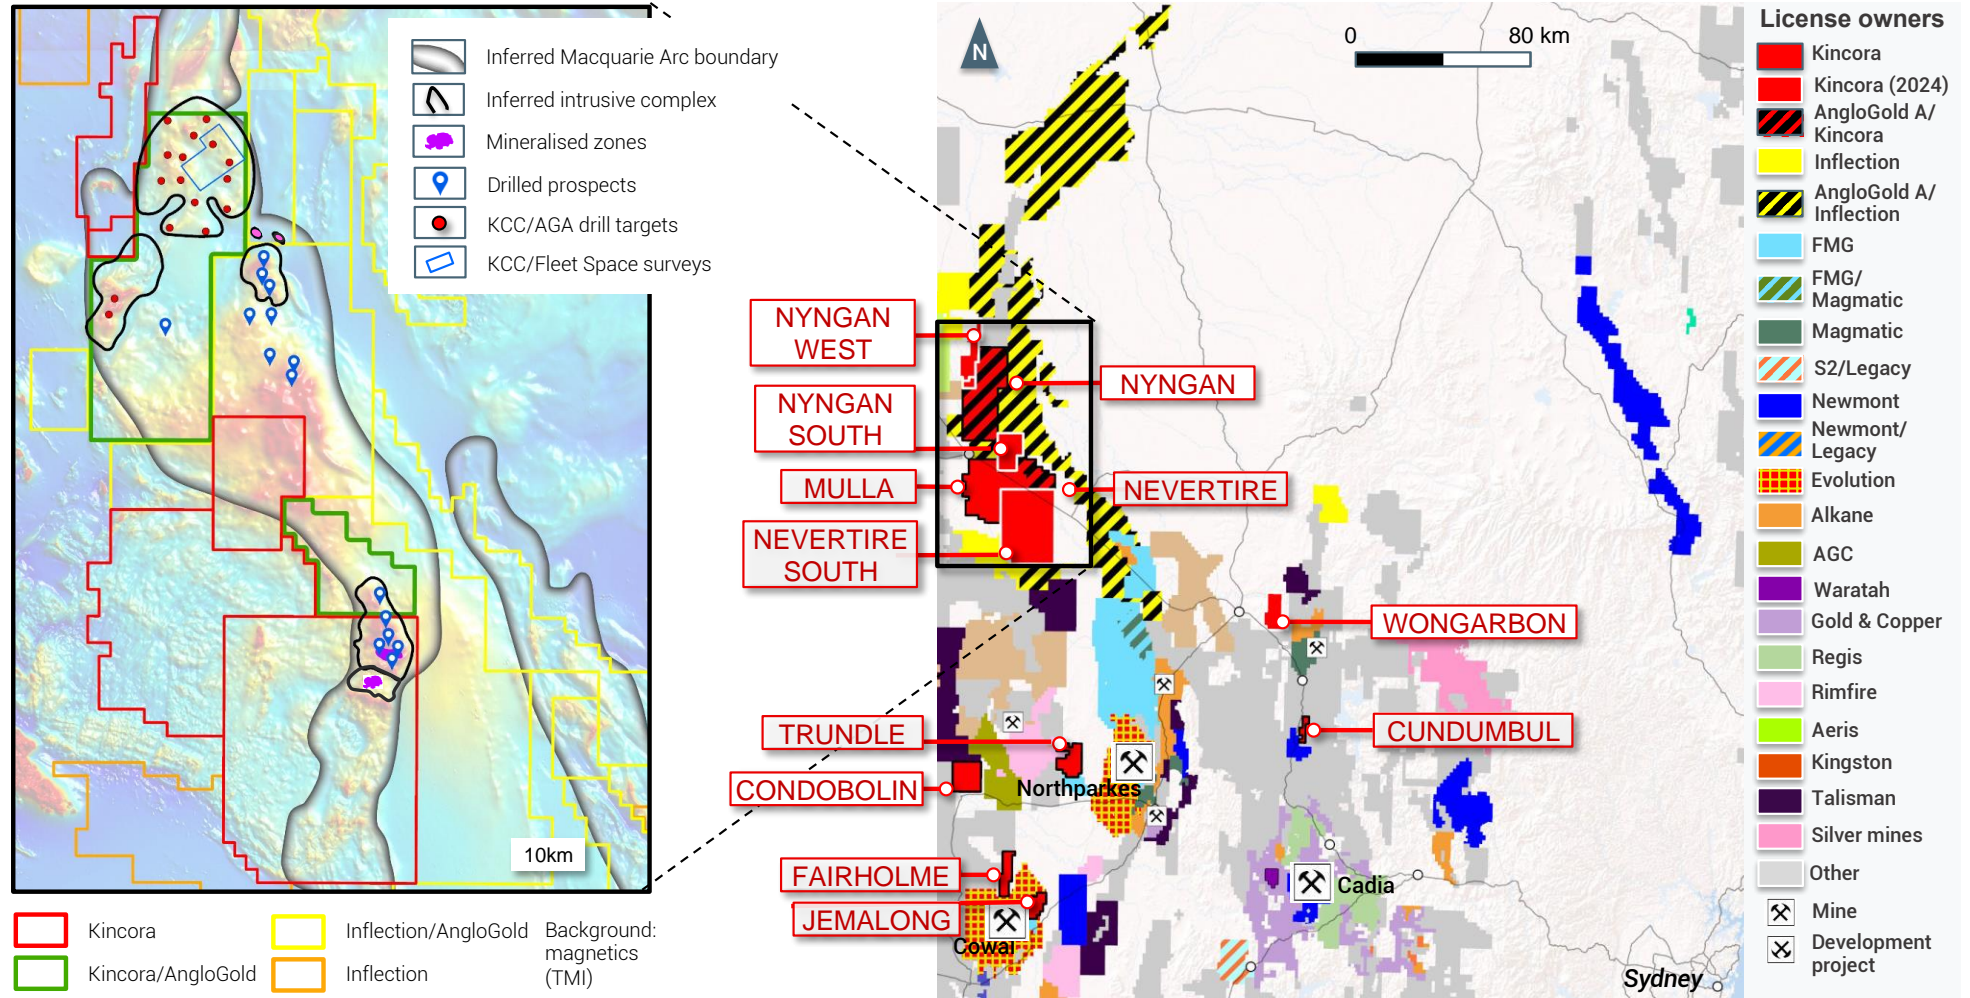 Inferred Macquarie Arc boundary
Inferred intrusive complex
Mineralised zones
Drilled prospects
KCC/AGA drill targets
KCC/Fleet Space surveys
10km
Kincora
Kincora/AngloGold
Inflection/AngloGold
Inflection
Background:
magnetics
(TMI)
N
0
80 km
NYNGAN
WEST
NYNGAN
NYNGAN
SOUTH
MULLA
NEVERTIRE
NEVERTIRE
SOUTH
WONGARBON
TRUNDLE
CUNDUMBUL
CONDOBOLIN
Northparkes
FAIRHOLME
Cadia
JEMALONG
Cowal
Sydney
License owners
Kincora
Kincora (2024)
AngloGold A/
Kincora
Inflection
AngloGold A/
Inflection
FMG
FMG/
Magmatic
Magmatic
S2/Legacy
Newmont
Newmont/
Legacy
Evolution
Alkane
AGC
Waratah
Gold & Copper
Regis
Rimfire
Aeris
Kingston
Talisman
Silver mines
Other
Mine
Development
project